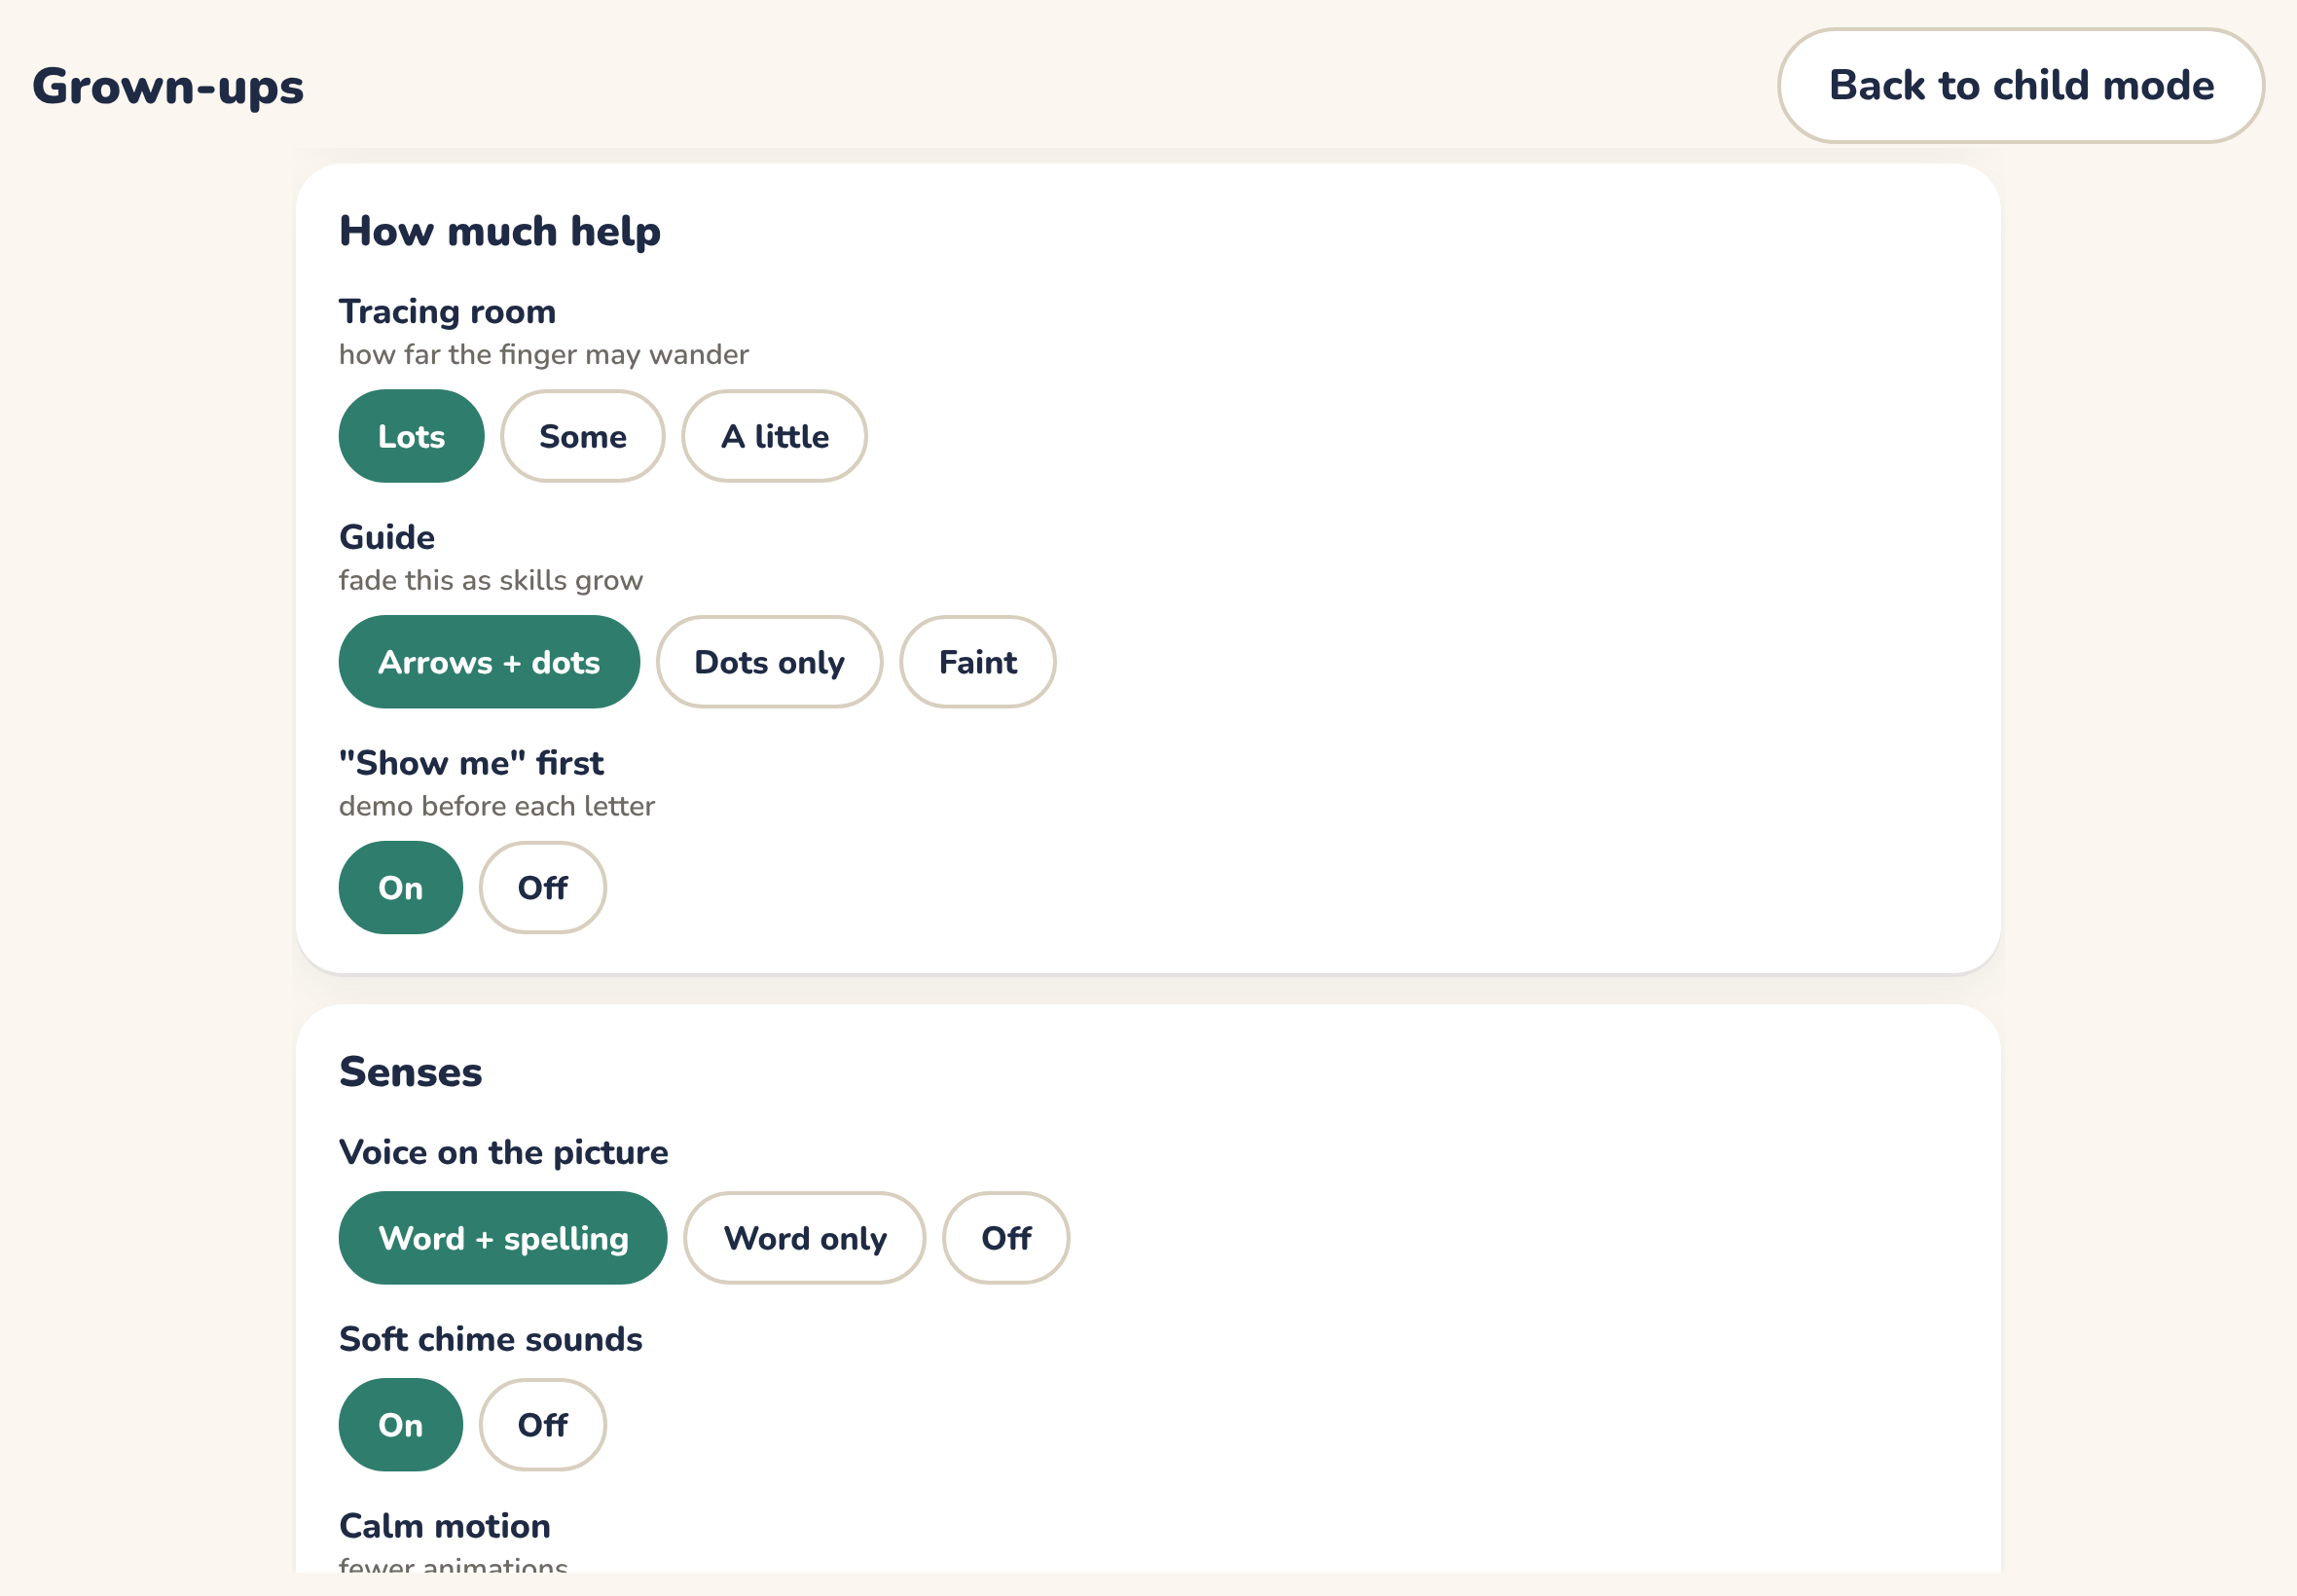 Grown-ups
Back to child mode
How much help
Tracing room
how far the finger may wander
Lots Some A little
Guide
fade this as skills grow
Arrows + dots Dots only Faint
"Show me" first
demo before each letter
On Off
Senses
Voice on the picture
Word + spelling Word only Off
Soft chime sounds
On Off
Calm motion
fewer animations